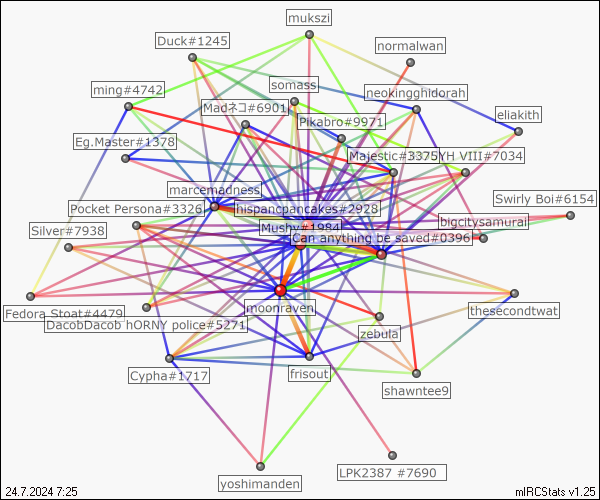 mukszi
Duck#1245
normalwan
somass
ming#4742
neokingghidorah
Madネコ#6901
Pikabro#9971
eliakith
Eg.Master#1378
Majestic#3375
YH VIII#7034
marcemadness
Swirly Boi#6154
Pocket Persona#3326
hispancpancakes#2928
bigcitysamurai
Silver#7938
Mushy#1984
Can anything be saved#0396
Fedora Stoat#4479
moonraven
thesecondtwat
DacobDacob hORNY police#5271
zebula
Cypha#1717
frisout
shawntee9
LPK2387 #7690
yoshimanden
24.7.2024 7:25
mIRCStats v1.25